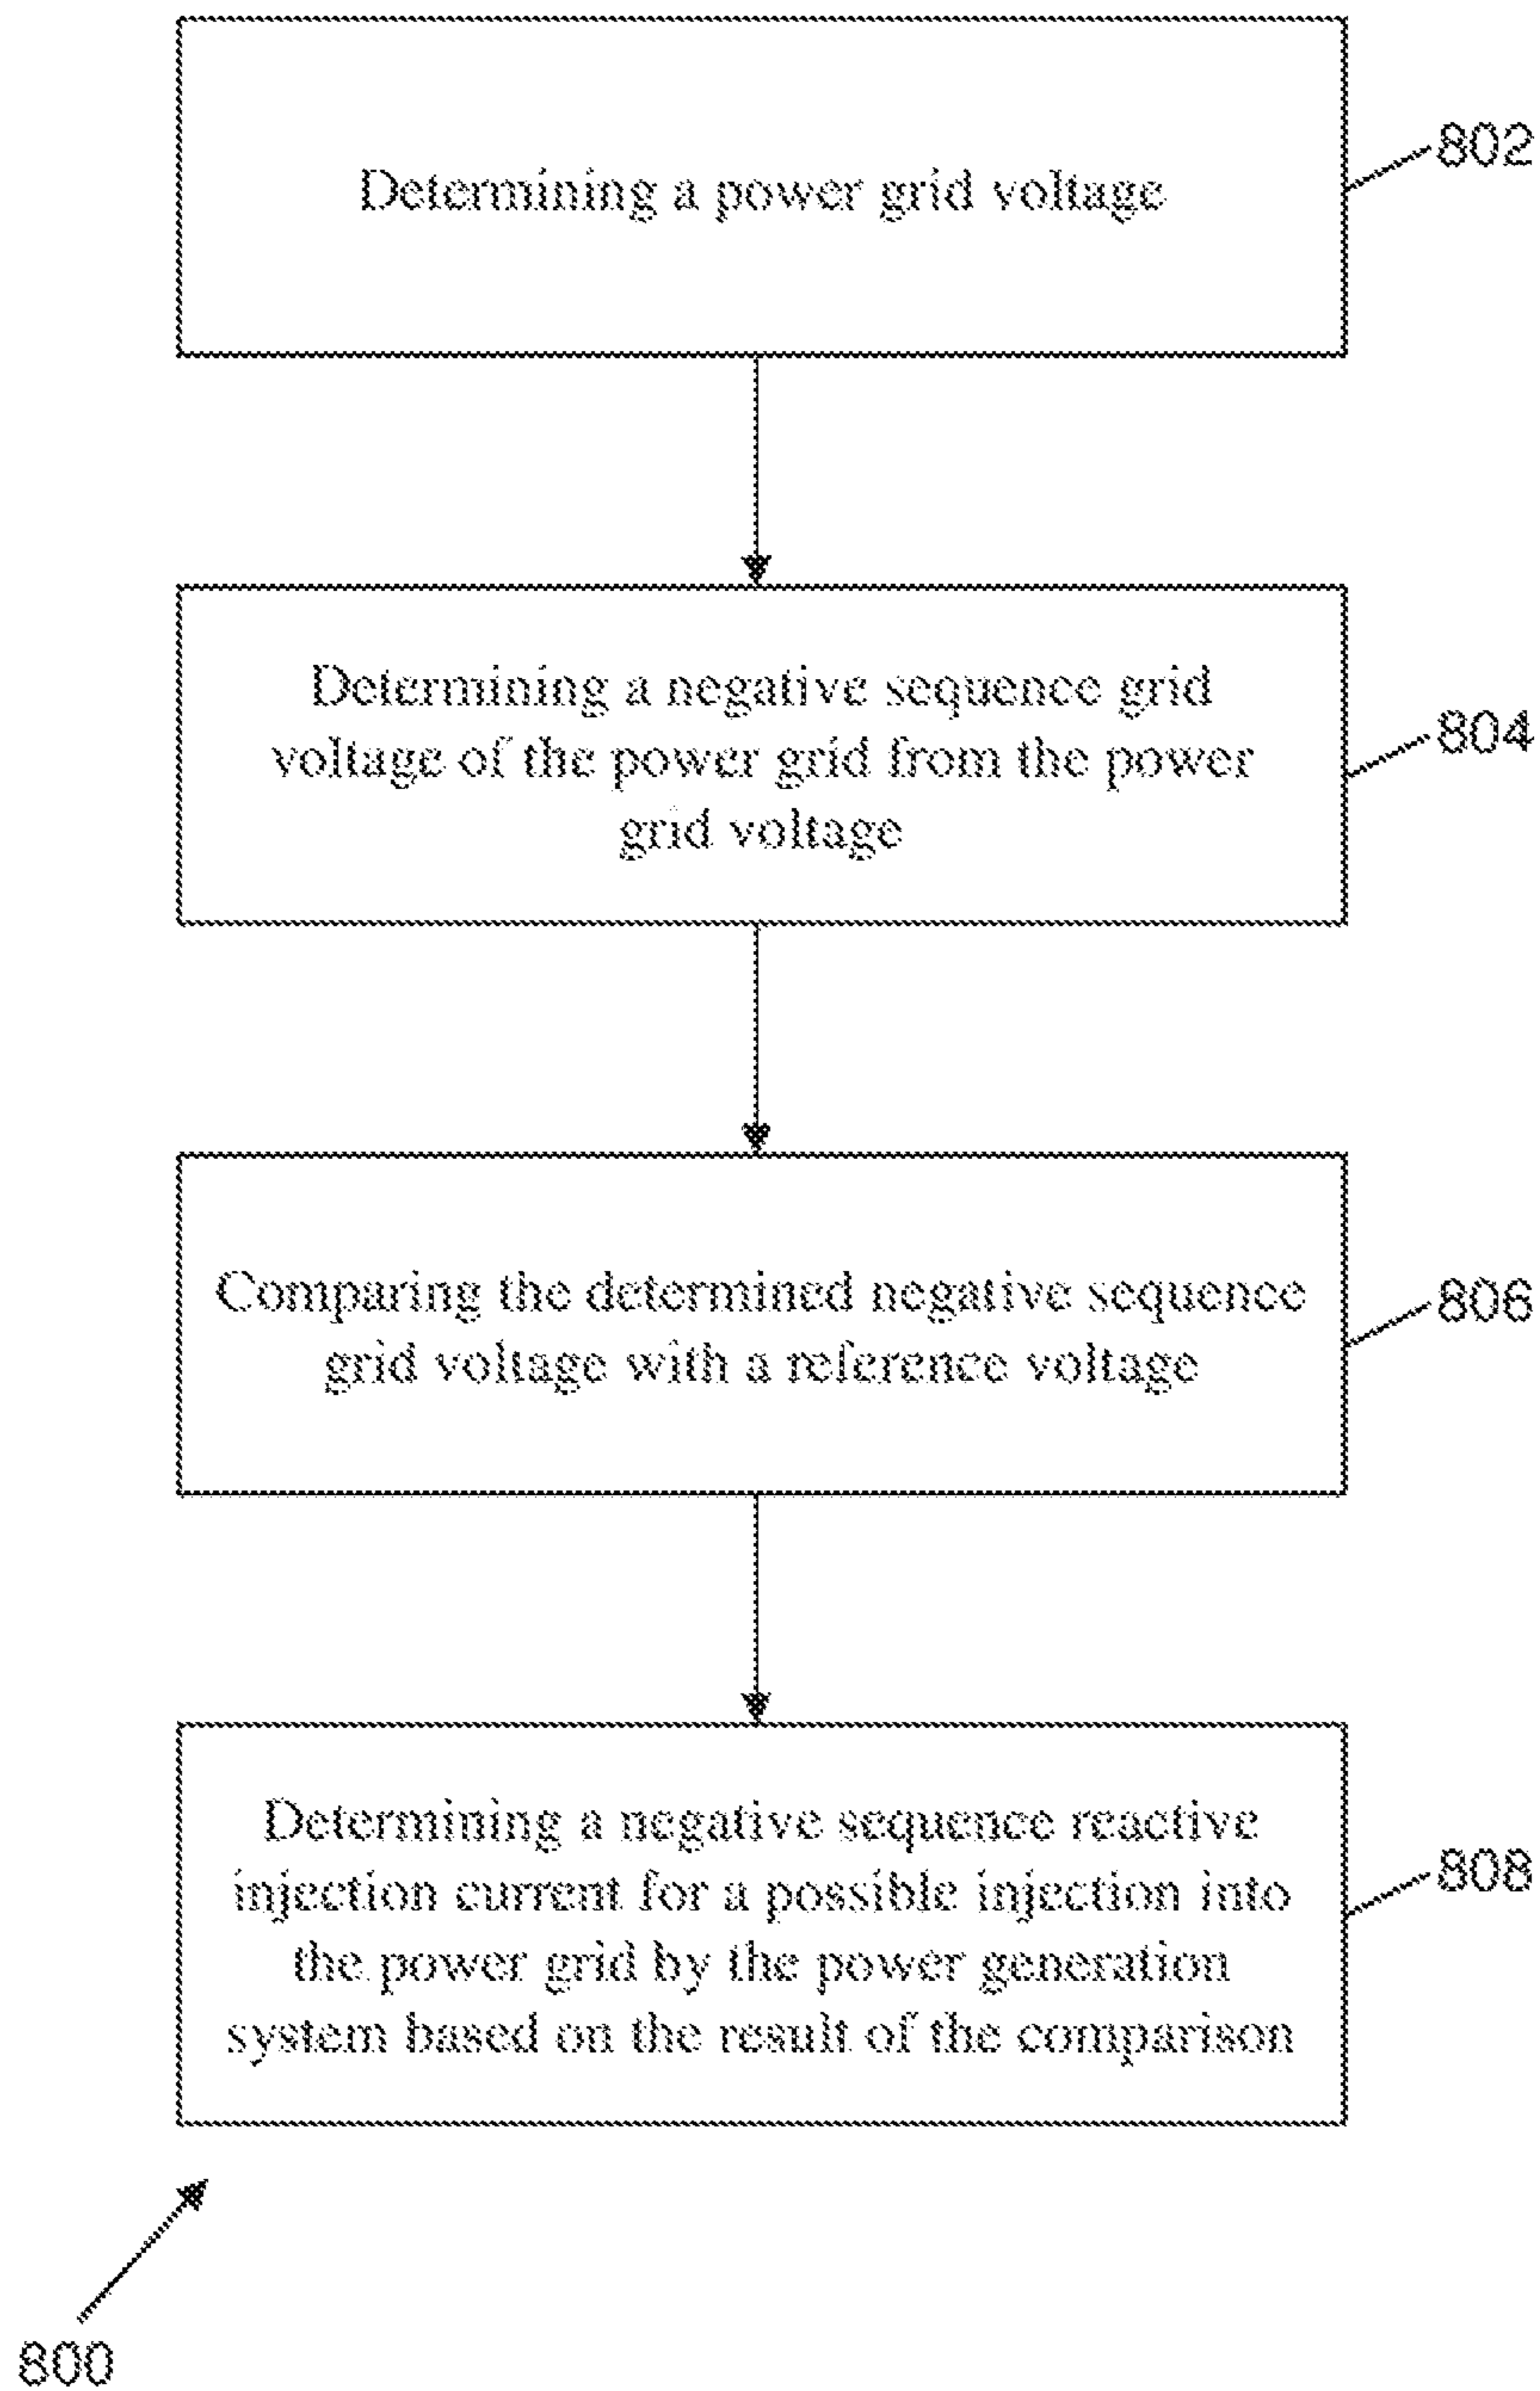 Determining a power grid voltage
802
Determining a negative sequence grid
voltage of the power grid from the power
grid voltage
804
Comparing the determined negative sequence
grid voltage with a reference voltage
806
Determining a negative sequence reactive
injection current for a possible injection into
the power grid by the power generation
system based on the result of the comparison
808
800